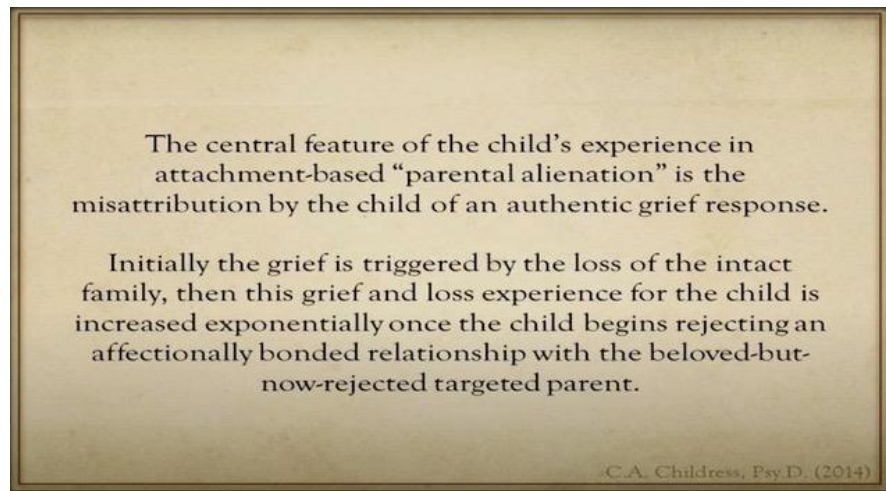 The central feature of the child's experience in
attachment-based “parental alienation” is the
misattribution by the child of an authentic grief response.
Initially the grief is triggered by the loss of the intact
family, then this grief and loss experience for the child is
increased exponentially once the child begins rejecting an
affectionally bonded relationship with the beloved-but-
now-rejected targeted parent.
-C.A. Childress, Psy.D. (2014)